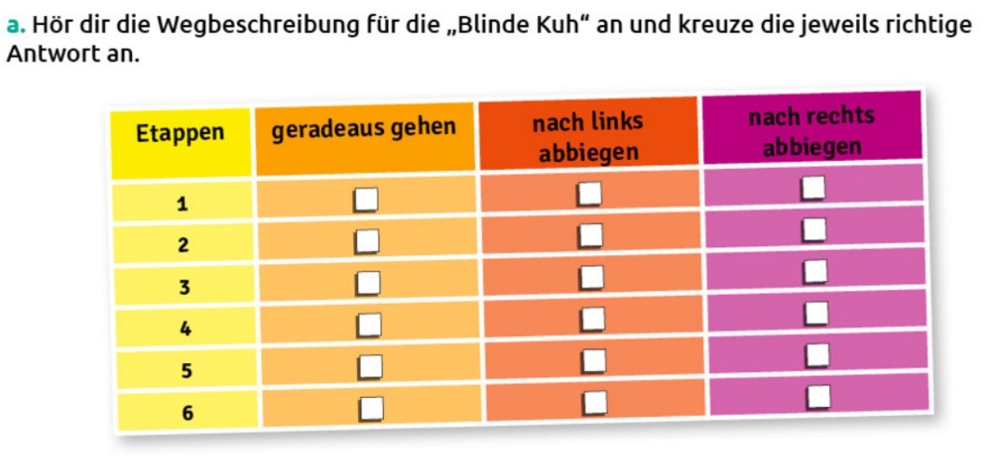 a. Hör dir die Wegbeschreibung für die „Blinde Kuh“ an und kreuze die jeweils richtige
Antwort an.
Etappen geradeaus gehen nach links abbiegen nach rechts abbiegen
1
2
3
4
5
6